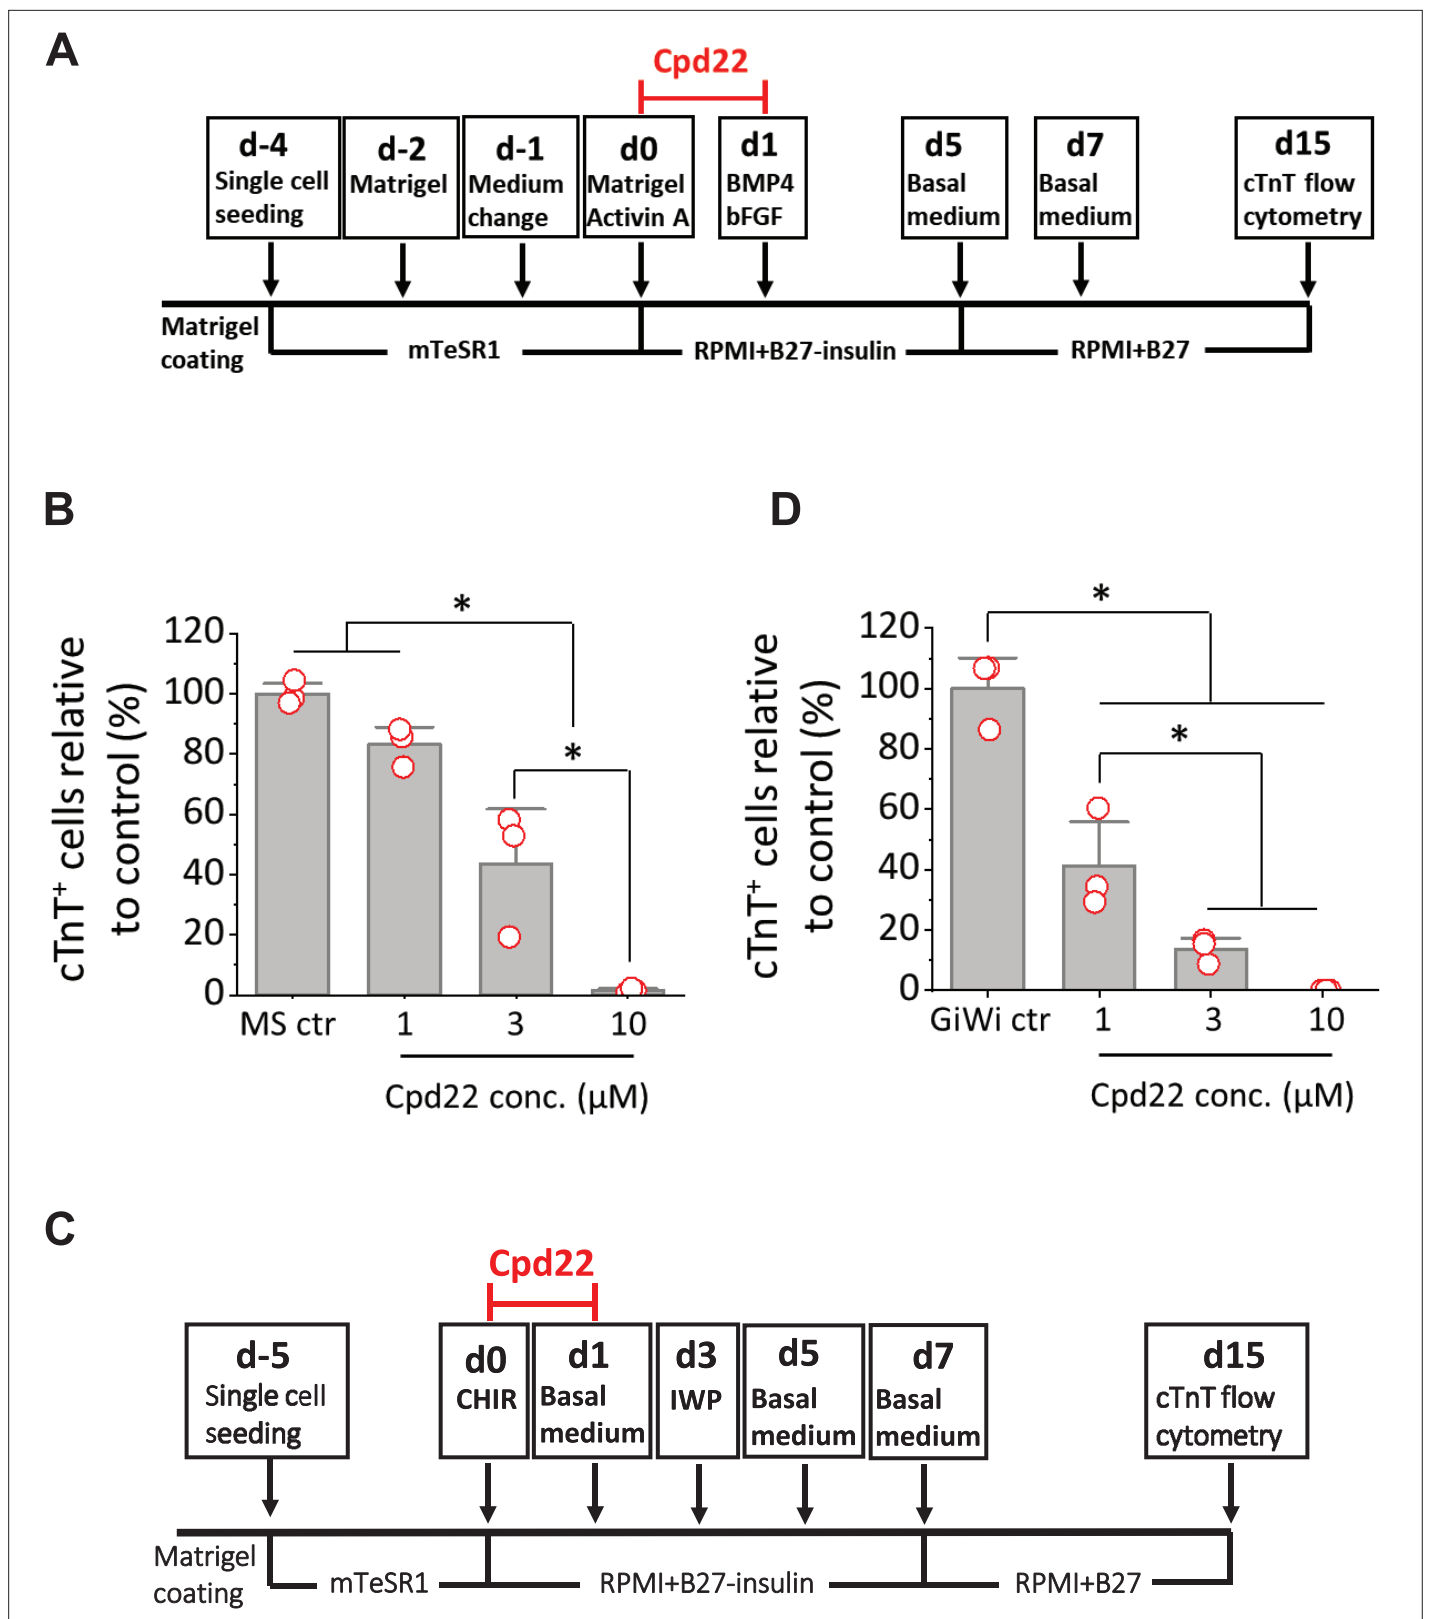 A
Cpd22
d-4
Single cell
seeding
d-2
Matrigel
d-1
Medium
change
d0
Matrigel
Activin A
d1
BMP4
bFGF
d5
Basal
medium
d7
Basal
medium
d15
cTnT flow
cytometry
Matrigel
coating
mTeSR1
RPMI+B27-insulin
RPMI+B27
B
cTnT+ cells relative
to control (%)
120
100
80
60
40
20
0
*
*
MS ctr
1
3
10
Cpd22 conc. (μM)
D
cTnT+ cells relative
to control (%)
120
100
80
60
40
20
0
*
*
GiWi ctr
1
3
10
Cpd22 conc. (μM)
C
Cpd22
d-5
Single cell
seeding
d0
CHIR
d1
Basal
medium
d3
IWP
d5
Basal
medium
d7
Basal
medium
d15
cTnT flow
cytometry
Matrigel
coating
mTeSR1
RPMI+B27-insulin
RPMI+B27